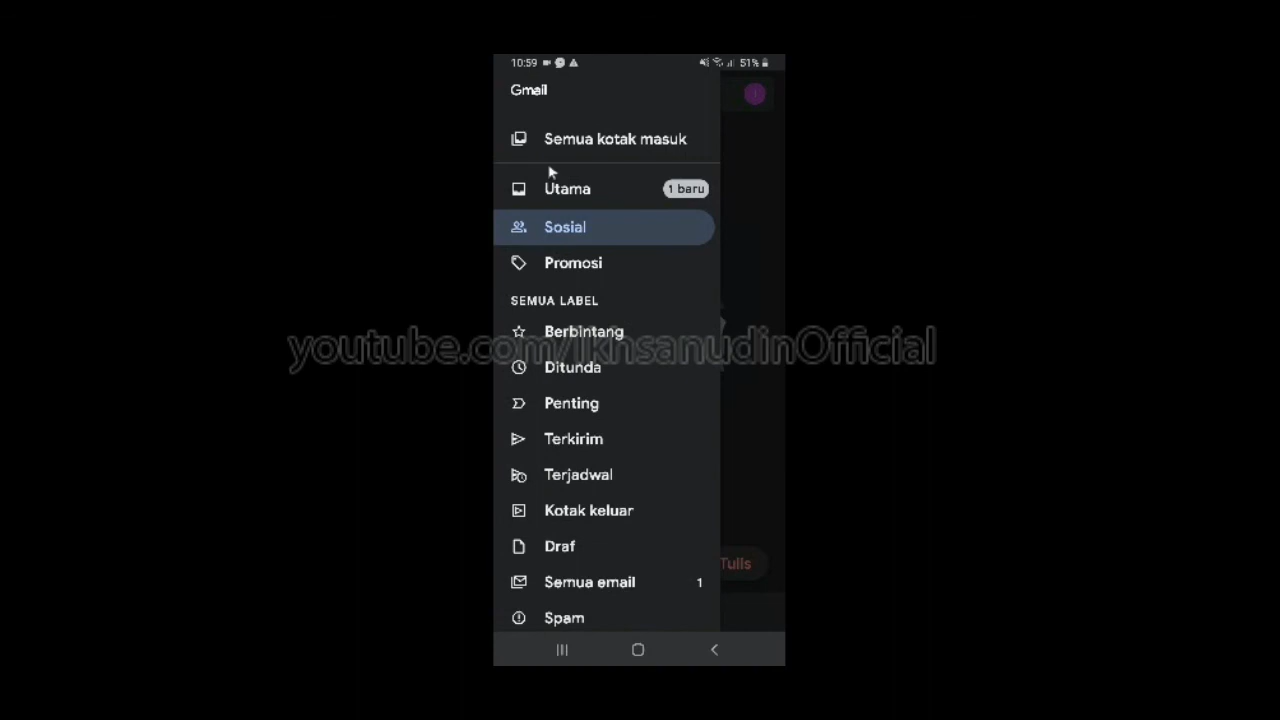 10:59
51%
Gmail
Semua kotak masuk
Utama
1 baru
Sosial
Promosi
SEMUA LABEL
Berbintang
youtube.com/IkhsanudinOfficial
Ditunda
Penting
Terkirim
Terjadwal
Kotak keluar
Draf
Tulis
Semua email 1
Spam